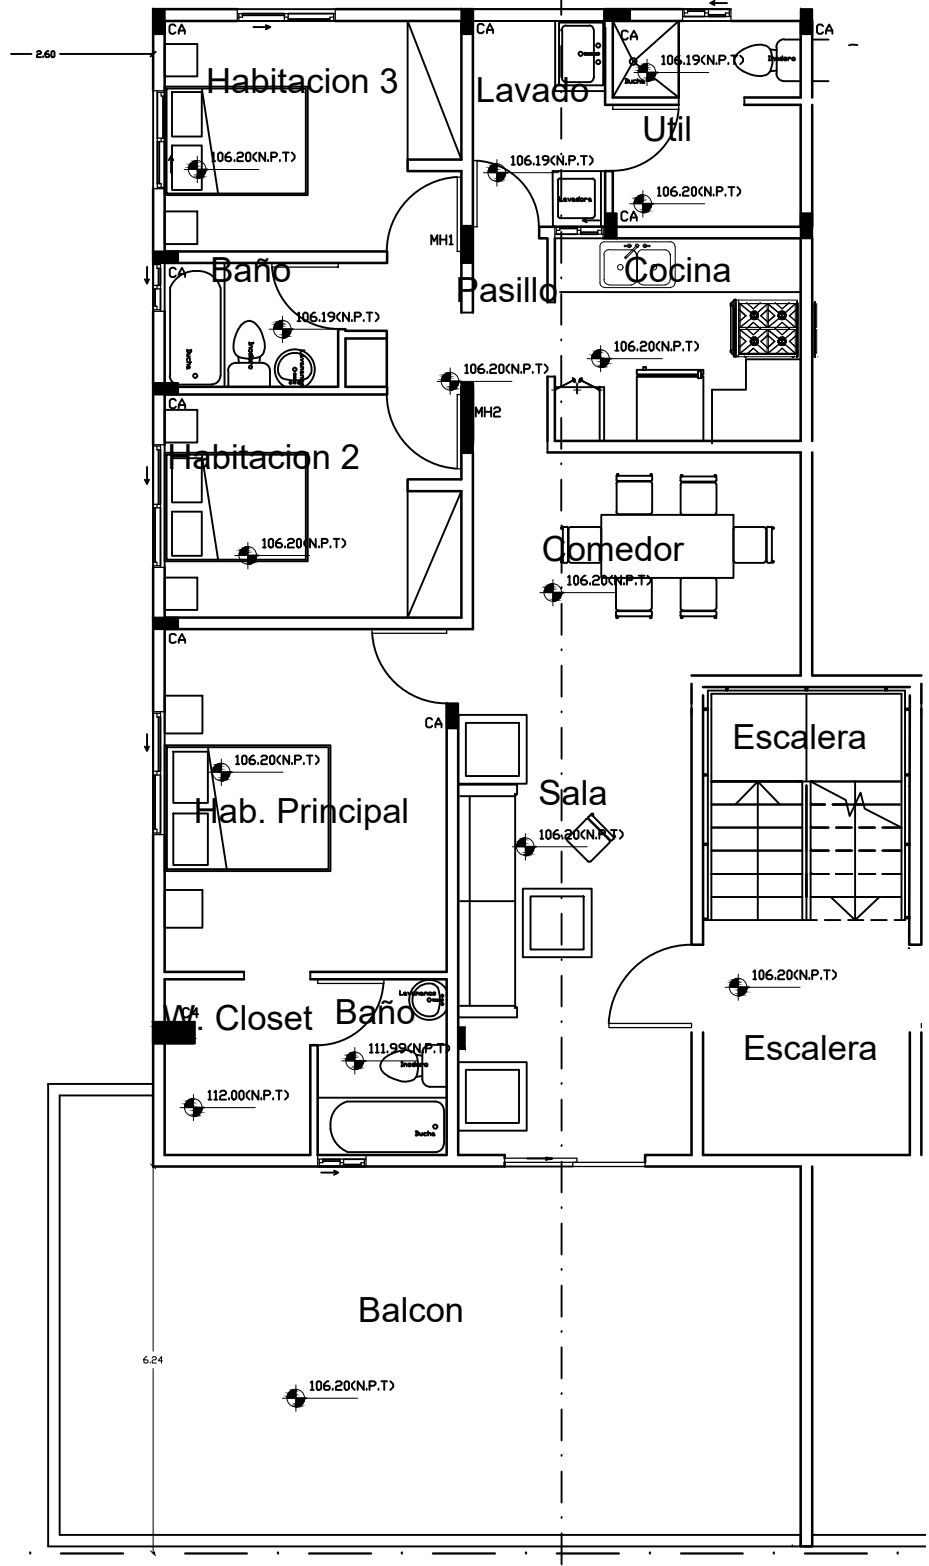 CA
CA
CA
CA
2.60
106.19(N.P.T)
Inodoro
Ducha
Habitacion 3
Lavado
Util
106.20(N.P.T)
106.19(N.P.T)
106.20(N.P.T)
Lavadora
CA
MH1
CA
Baño
Pasillo
Cocina
106.19(N.P.T)
Ducha
Inodoro
Lavamanos
106.20(N.P.T)
106.20(N.P.T)
CA
MH2
Habitacion 2
106.20(N.P.T)
Comedor
106.20(N.P.T)
CA
CA
Escalera
106.20(N.P.T)
Sala
Hab. Principal
106.20(N.P.T)
106.20(N.P.T)
Lavamanos
W. Closet
CA
Baño
111.99(N.P.T)
Inodoro
Escalera
112.00(N.P.T)
Ducha
Balcon
6.24
106.20(N.P.T)